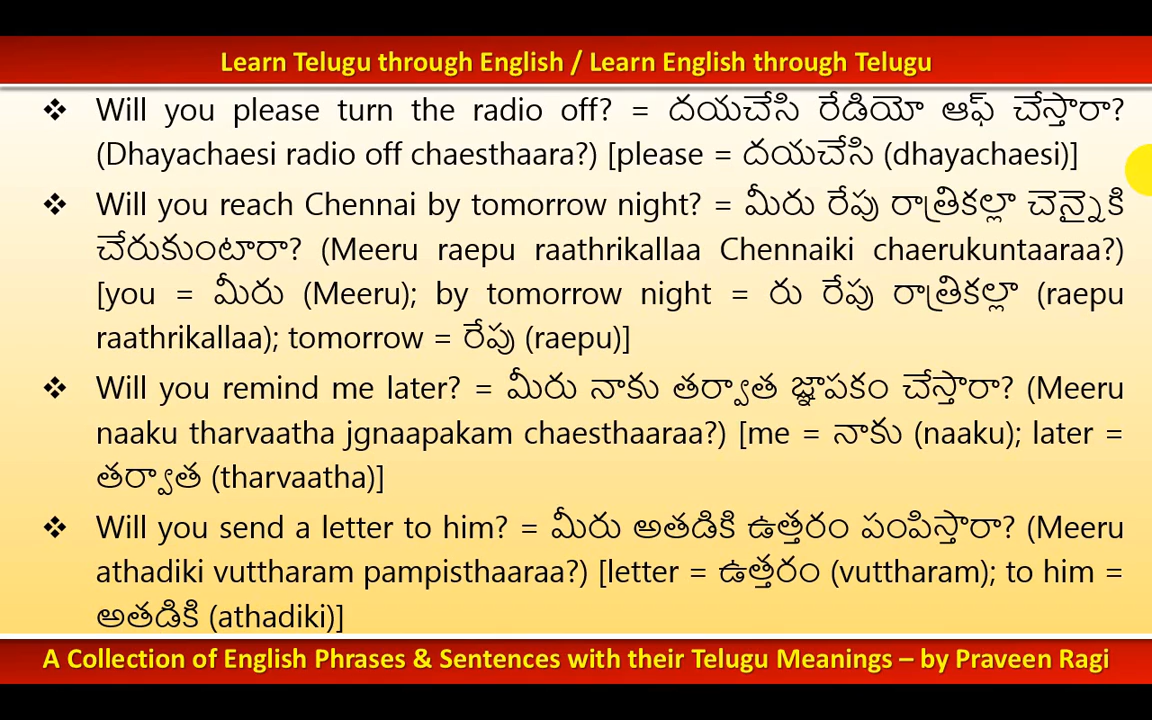 Learn Telugu through English / Learn English through Telugu
❖ Will you please turn the radio off? = దయచేసి రేడియో ఆఫ్ చేస్తారా?
(Dhayachaesi radio off chaesthaara?) [please = దయచేసి (dhayachaesi)]
❖ Will you reach Chennai by tomorrow night? = మీరు రేపు రాత్రికల్లా చెన్నైకి
చేరుకుంటారా? (Meeru raepu raathrikallaa Chennaiki chaerukuntaaraa?)
[you = మీరు (Meeru); by tomorrow night = రు రేపు రాత్రికల్లా (raepu
raathrikallaa); tomorrow = రేపు (raepu)]
❖ Will you remind me later? = మీరు నాకు తర్వాత జ్ఞాపకం చేస్తారా? (Meeru
naaku tharvaatha jgnaapakam chaesthaaraa?) [me = నాకు (naaku); later =
తర్వాత (tharvaatha)]
❖ Will you send a letter to him? = మీరు అతడికి ఉత్తరం పంపిస్తారా? (Meeru
athadiki vuttharam pampisthaaraa?) [letter = ఉత్తరం (vuttharam); to him =
అతడికి (athadiki)]
A Collection of English Phrases & Sentences with their Telugu Meanings – by Praveen Ragi